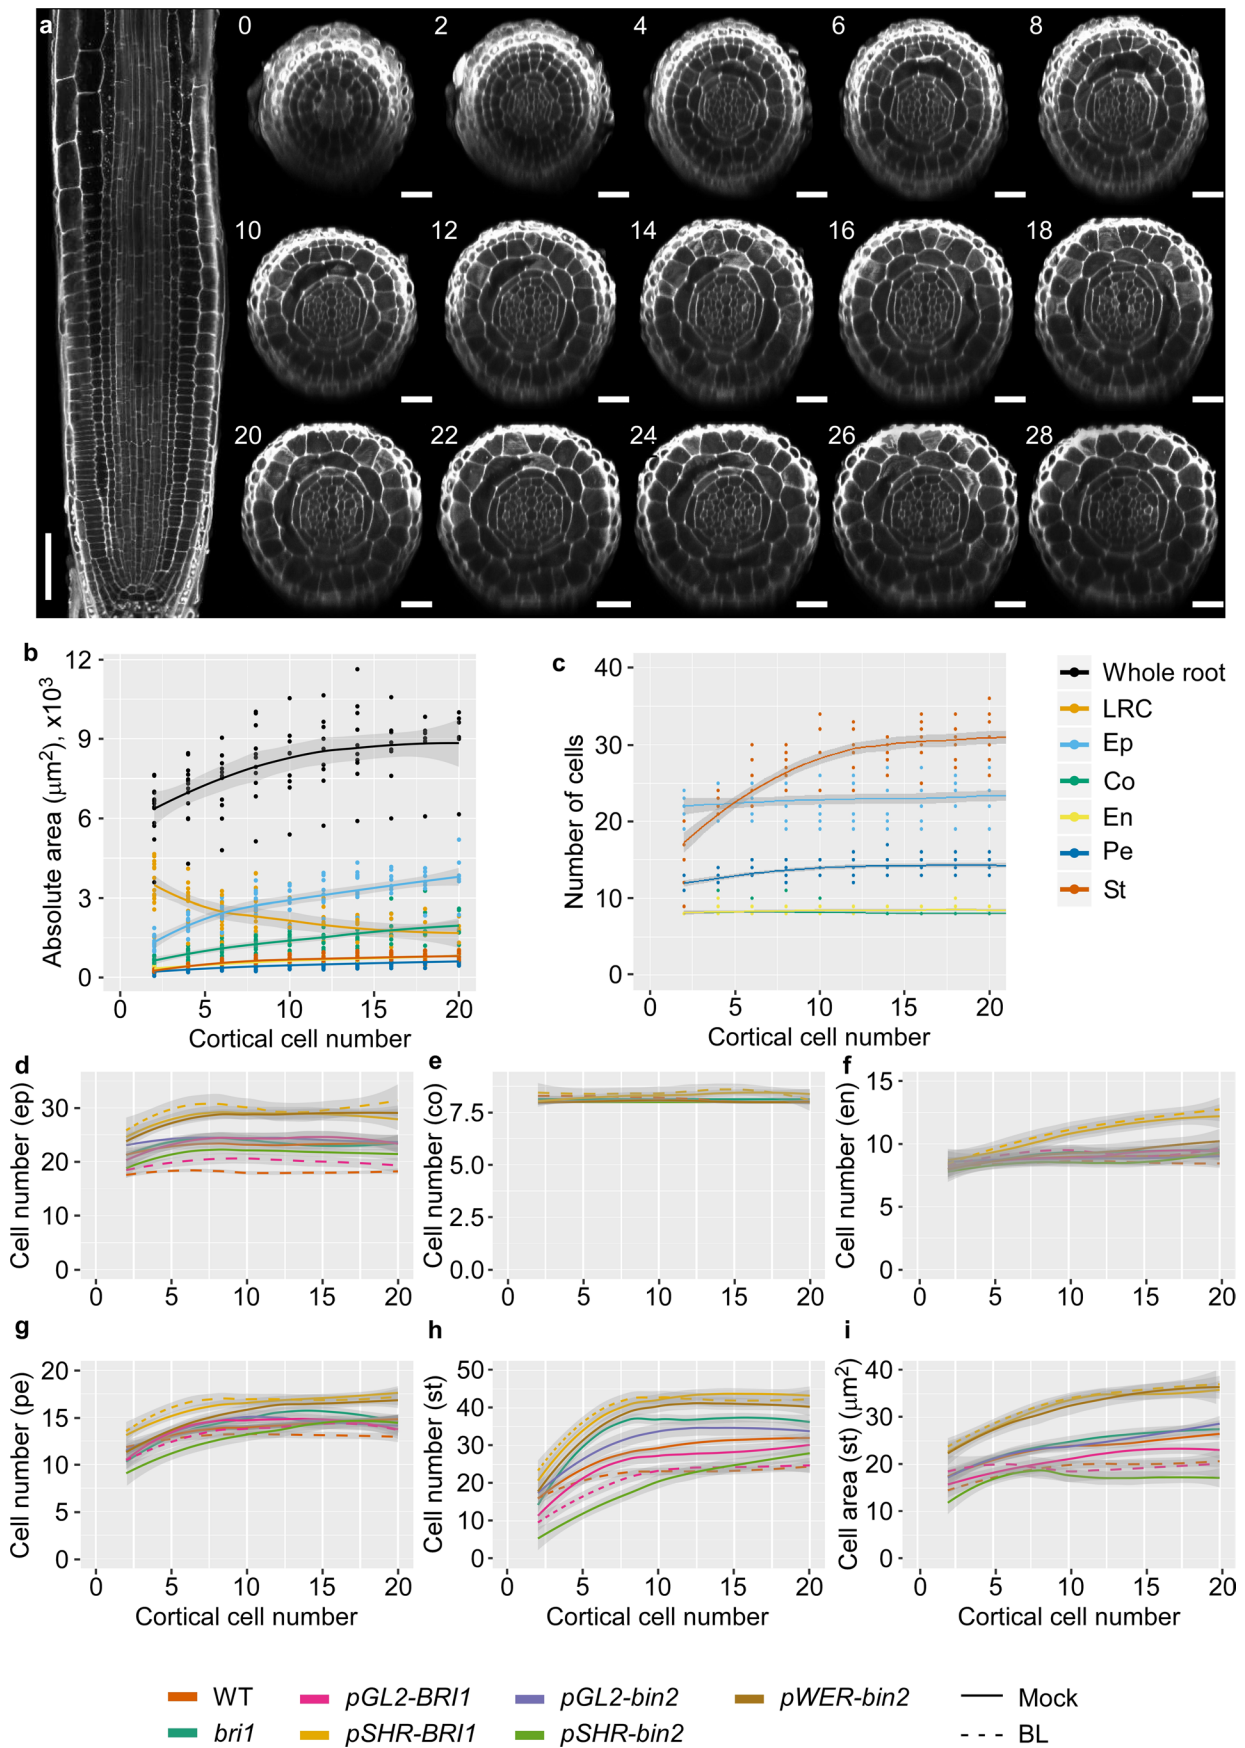 a 0 2 4 6 8
10 12 14 16 18
20 22 24 26 28
b
Absolute area (µm²), x10³
12
9
6
3
0
0 5 10 15 20
Cortical cell number
c
Number of cells
40
30
20
10
0
0 5 10 15 20
Cortical cell number
Whole root
LRC
Ep
Co
En
Pe
St
d
Cell number (ep)
30
20
10
0
0 5 10 15 20
e
Cell number (co)
7.5
5.0
2.5
0.0
0 5 10 15 20
f
Cell number (en)
15
10
5
0
0 5 10 15 20
g
Cell number (pe)
20
15
10
5
0
0 5 10 15 20
Cortical cell number
h
Cell number (st)
50
40
30
20
10
0
0 5 10 15 20
Cortical cell number
i
Cell area (st) (µm²)
40
30
20
10
0
0 5 10 15 20
Cortical cell number
WT pGL2-BRI1 pGL2-bin2 pWER-bin2 Mock
bri1 pSHR-BRI1 pSHR-bin2 BL